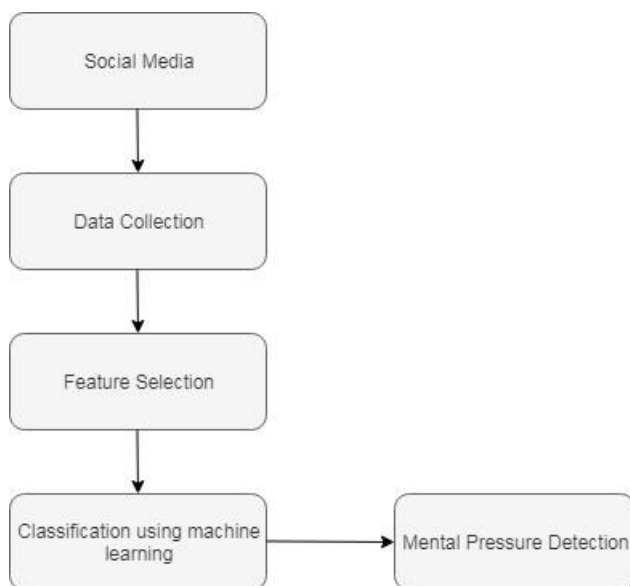 Social Media
Data Collection
Feature Selection
Classification using machine
learning
Mental Pressure Detection